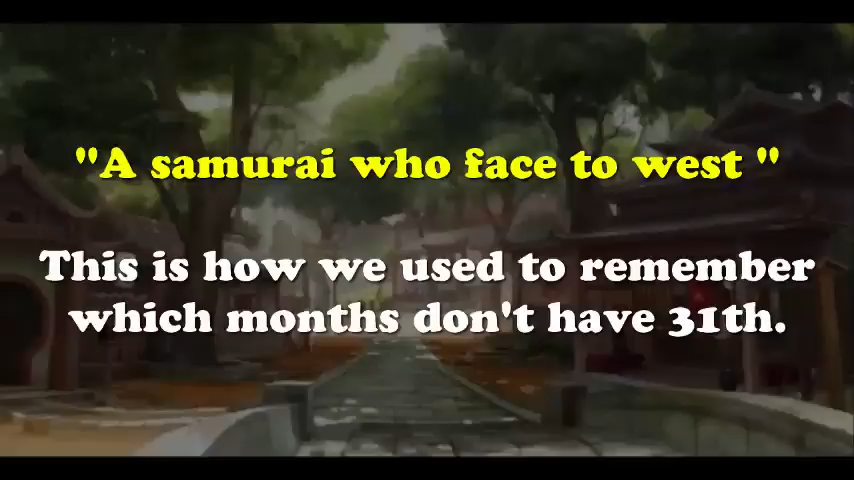 "A samurai who face to west "
This is how we used to remember
which months don't have 31th.